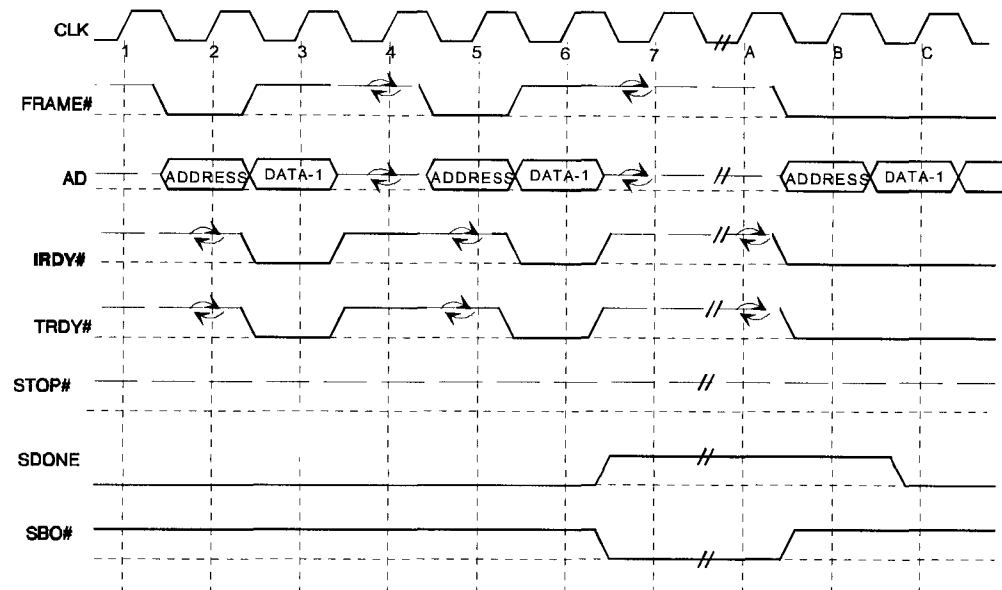 CLK
1 2 3 4 5 6 7 A B C
FRAME#
AD ADDRESS DATA-1 ADDRESS DATA-1 ADDRESS DATA-1
IRDY#
TRDY#
STOP#
SDONE
SBO#